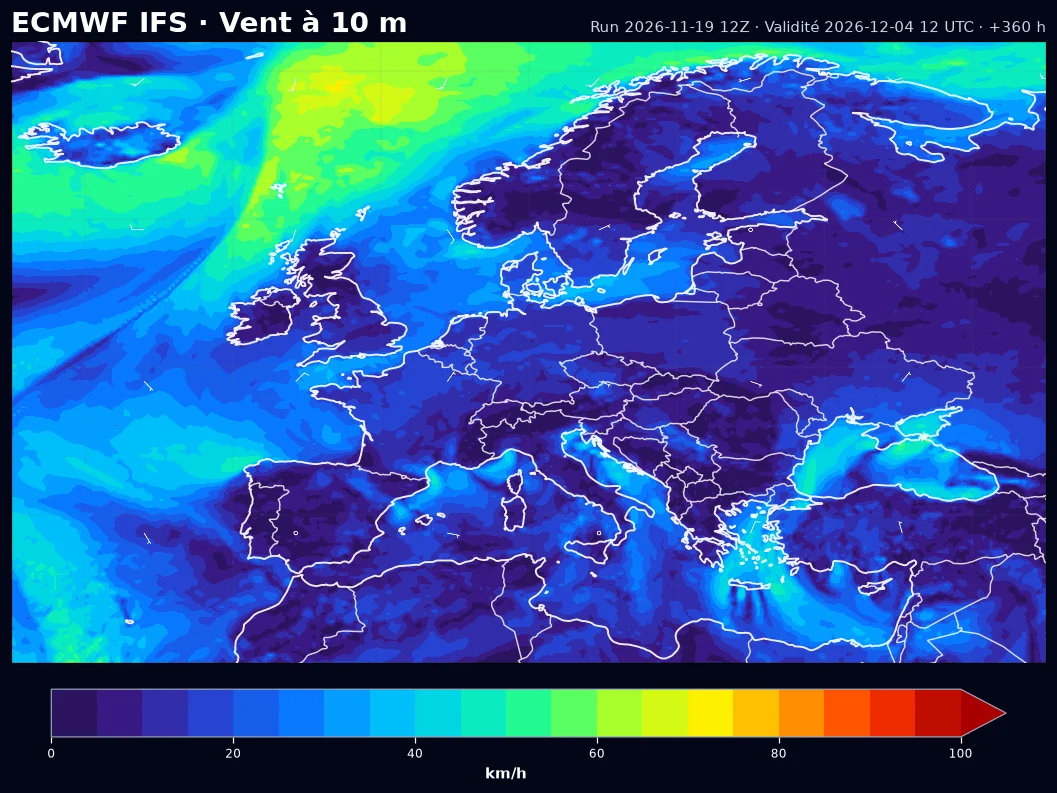 ECMWF IFS · Vent à 10 m
Run 2026-11-19 12Z · Validité 2026-12-04 12 UTC · +360 h
0 20 40 60 80 100
km/h